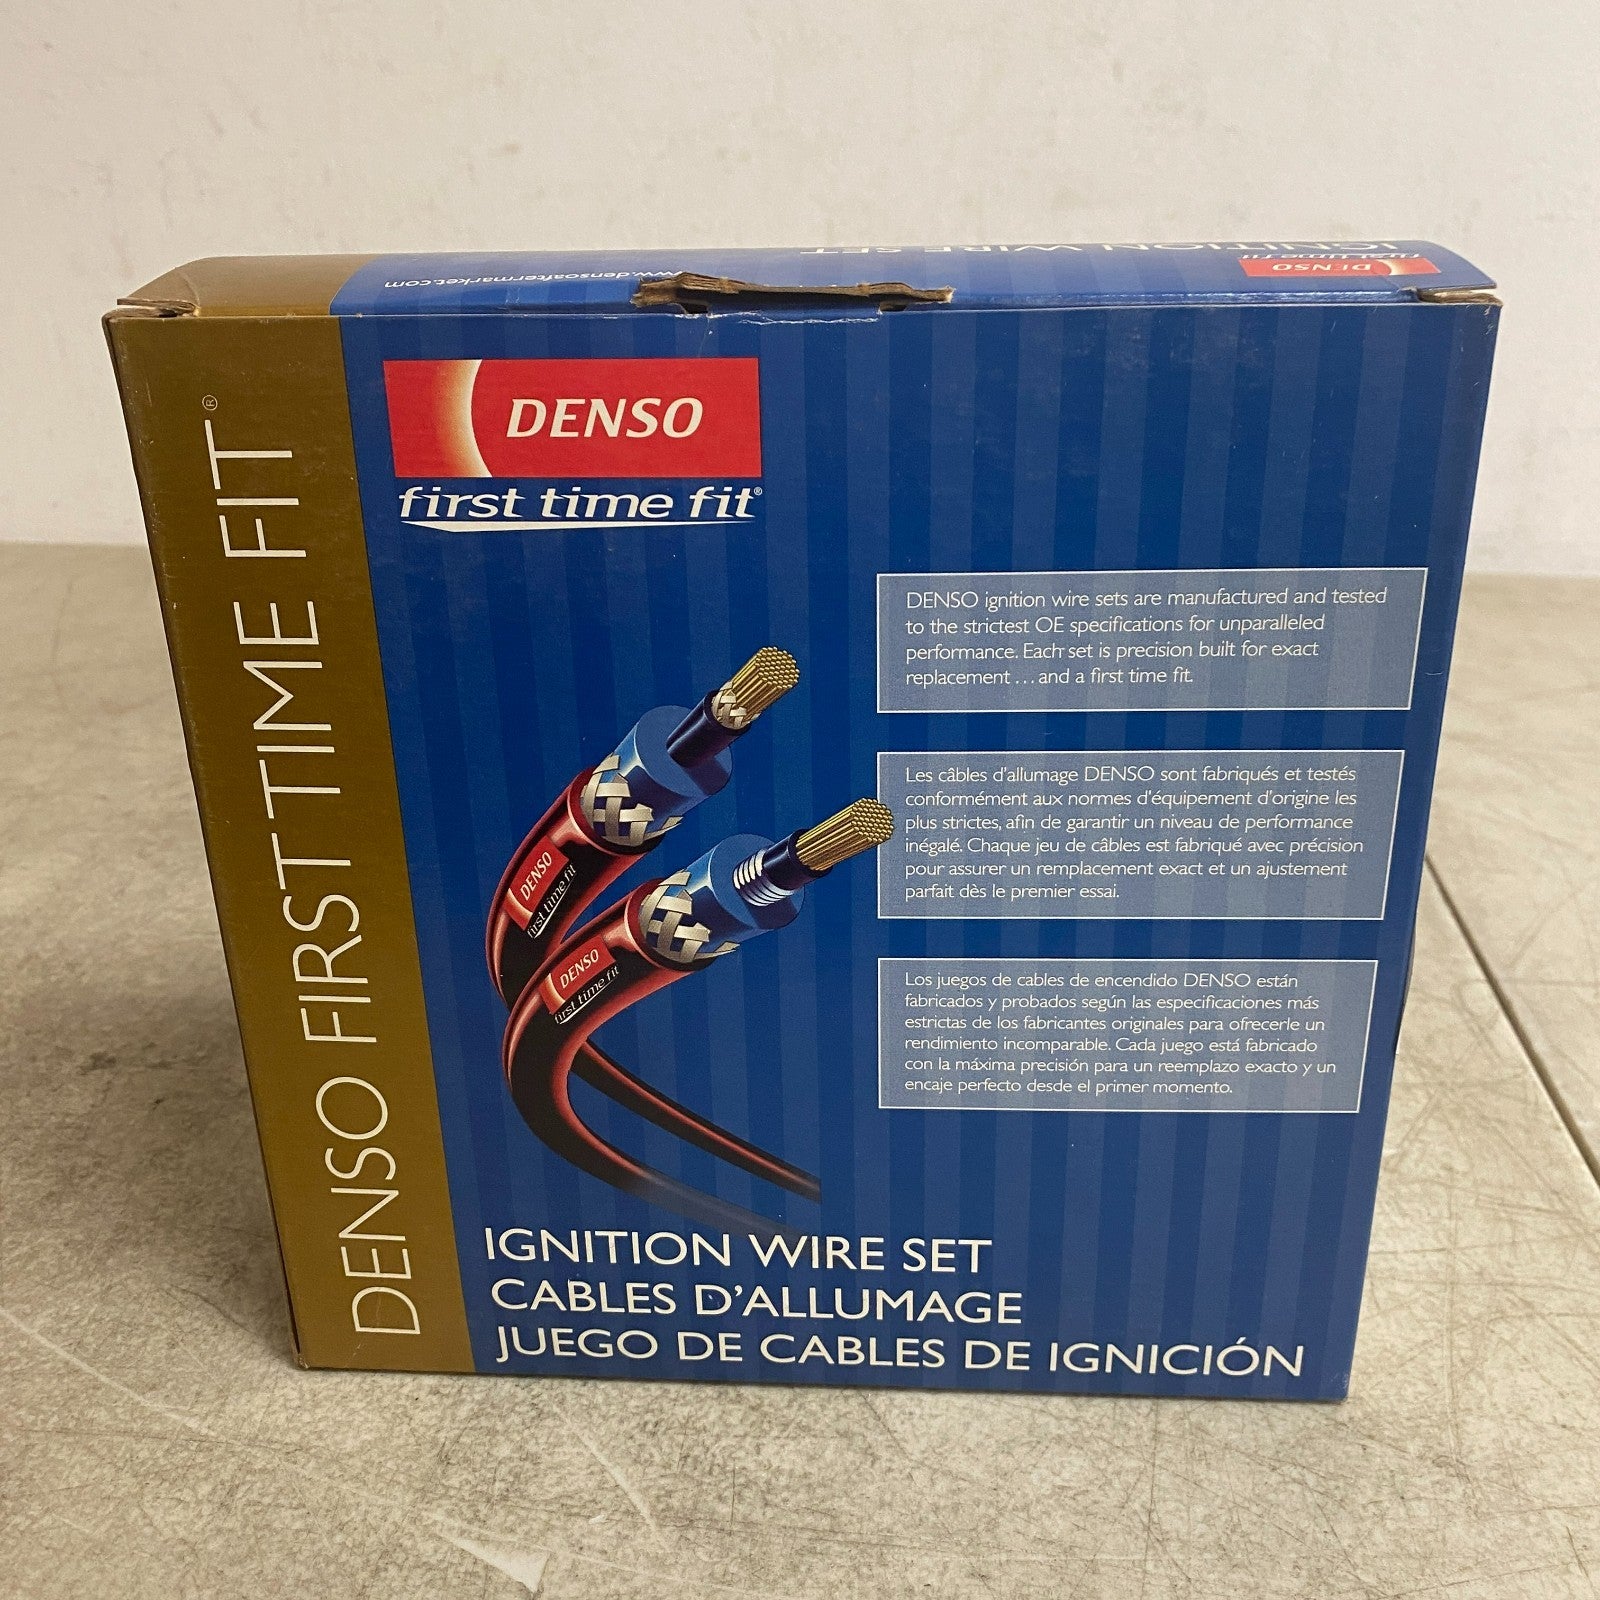 www.densoaftermarket.com
IGNITION WIRE SET
first time fit
DENSO
DENSO FIRST TIME FIT®
DENSO
first time fit®
DENSO ignition wire sets are manufactured and tested
to the strictest OE specifications for unparalleled
performance. Each set is precision built for exact
replacement ... and a first time fit.
Les câbles d'allumage DENSO sont fabriqués et testés
conformément aux normes d'équipement d'origine les
plus strictes, afin de garantir un niveau de performance
inégalé. Chaque jeu de câbles est fabriqué avec précision
pour assurer un remplacement exact et un ajustement
parfait dès le premier essai.
Los juegos de cables de encendido DENSO están
fabricados y probados según las especificaciones más
estrictas de los fabricantes originales para ofrecerle un
rendimiento incomparable. Cada juego está fabricado
con la máxima precisión para un reemplazo exacto y un
encaje perfecto desde el primer momento.
DENSO
first time fit
DENSO
first time fit
IGNITION WIRE SET
CABLES D'ALLUMAGE
JUEGO DE CABLES DE IGNICIÓN